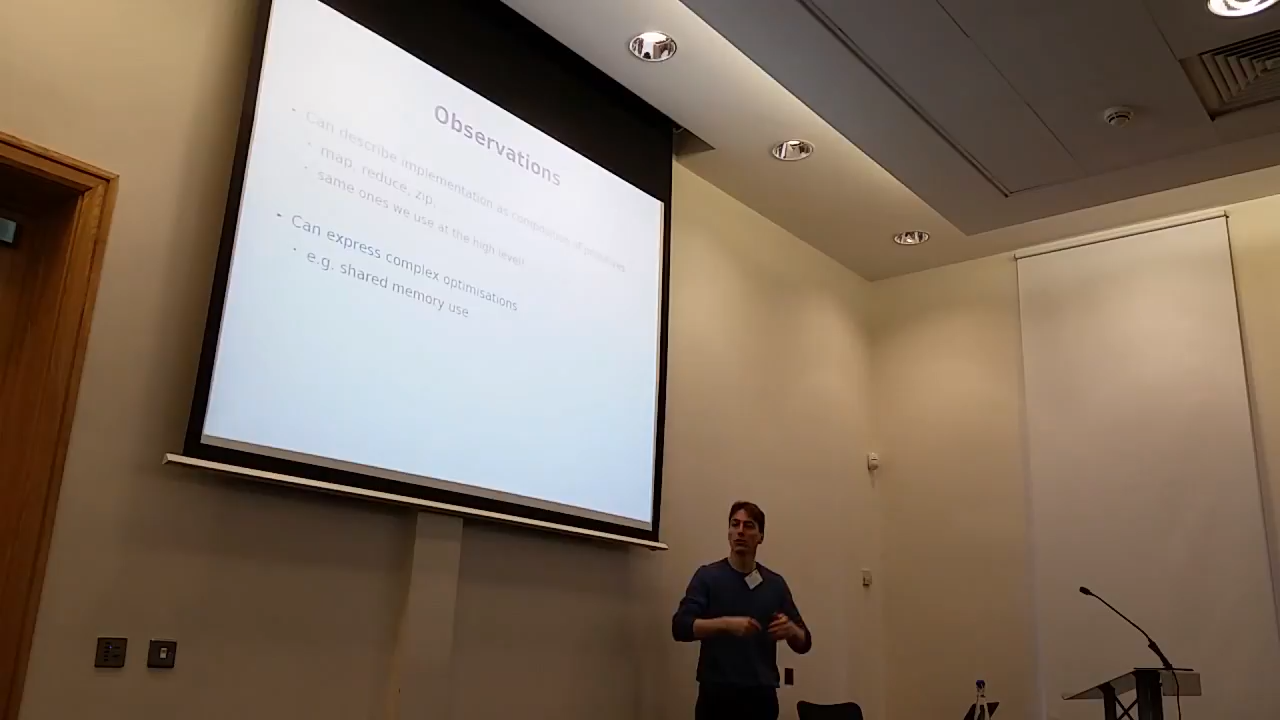 Observations
Can describe implementation as composition of primitives
map, reduce, zip,
same ones we use at the high level!
Can express complex optimisations
e.g. shared memory use